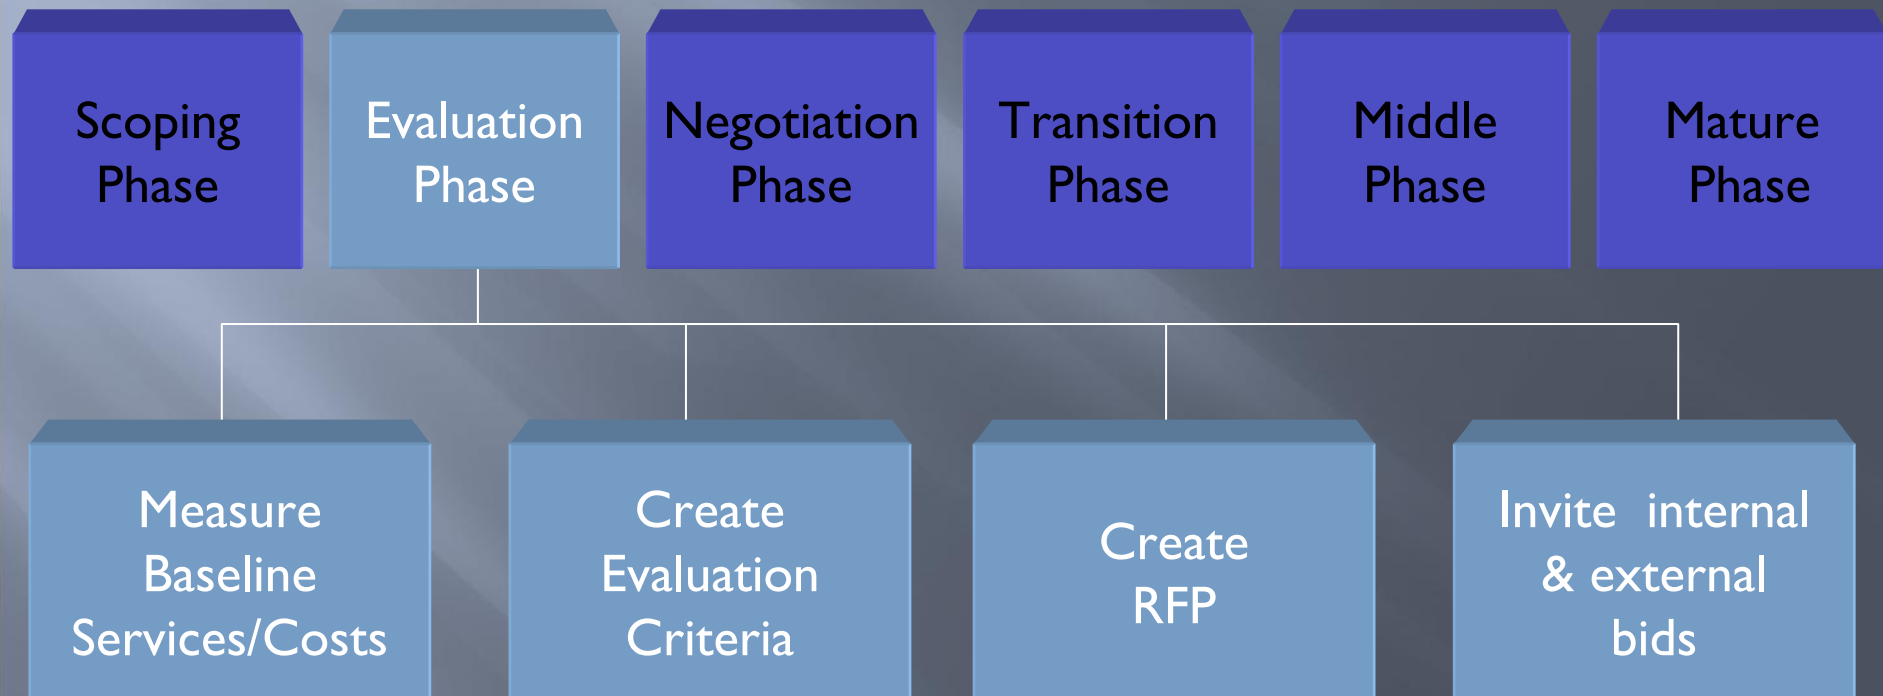 Scoping
Phase
Evaluation
Phase
Negotiation
Phase
Transition
Phase
Middle
Phase
Mature
Phase
Measure
Baseline
Services/Costs
Create
Evaluation
Criteria
Create
RFP
Invite internal
& external
bids